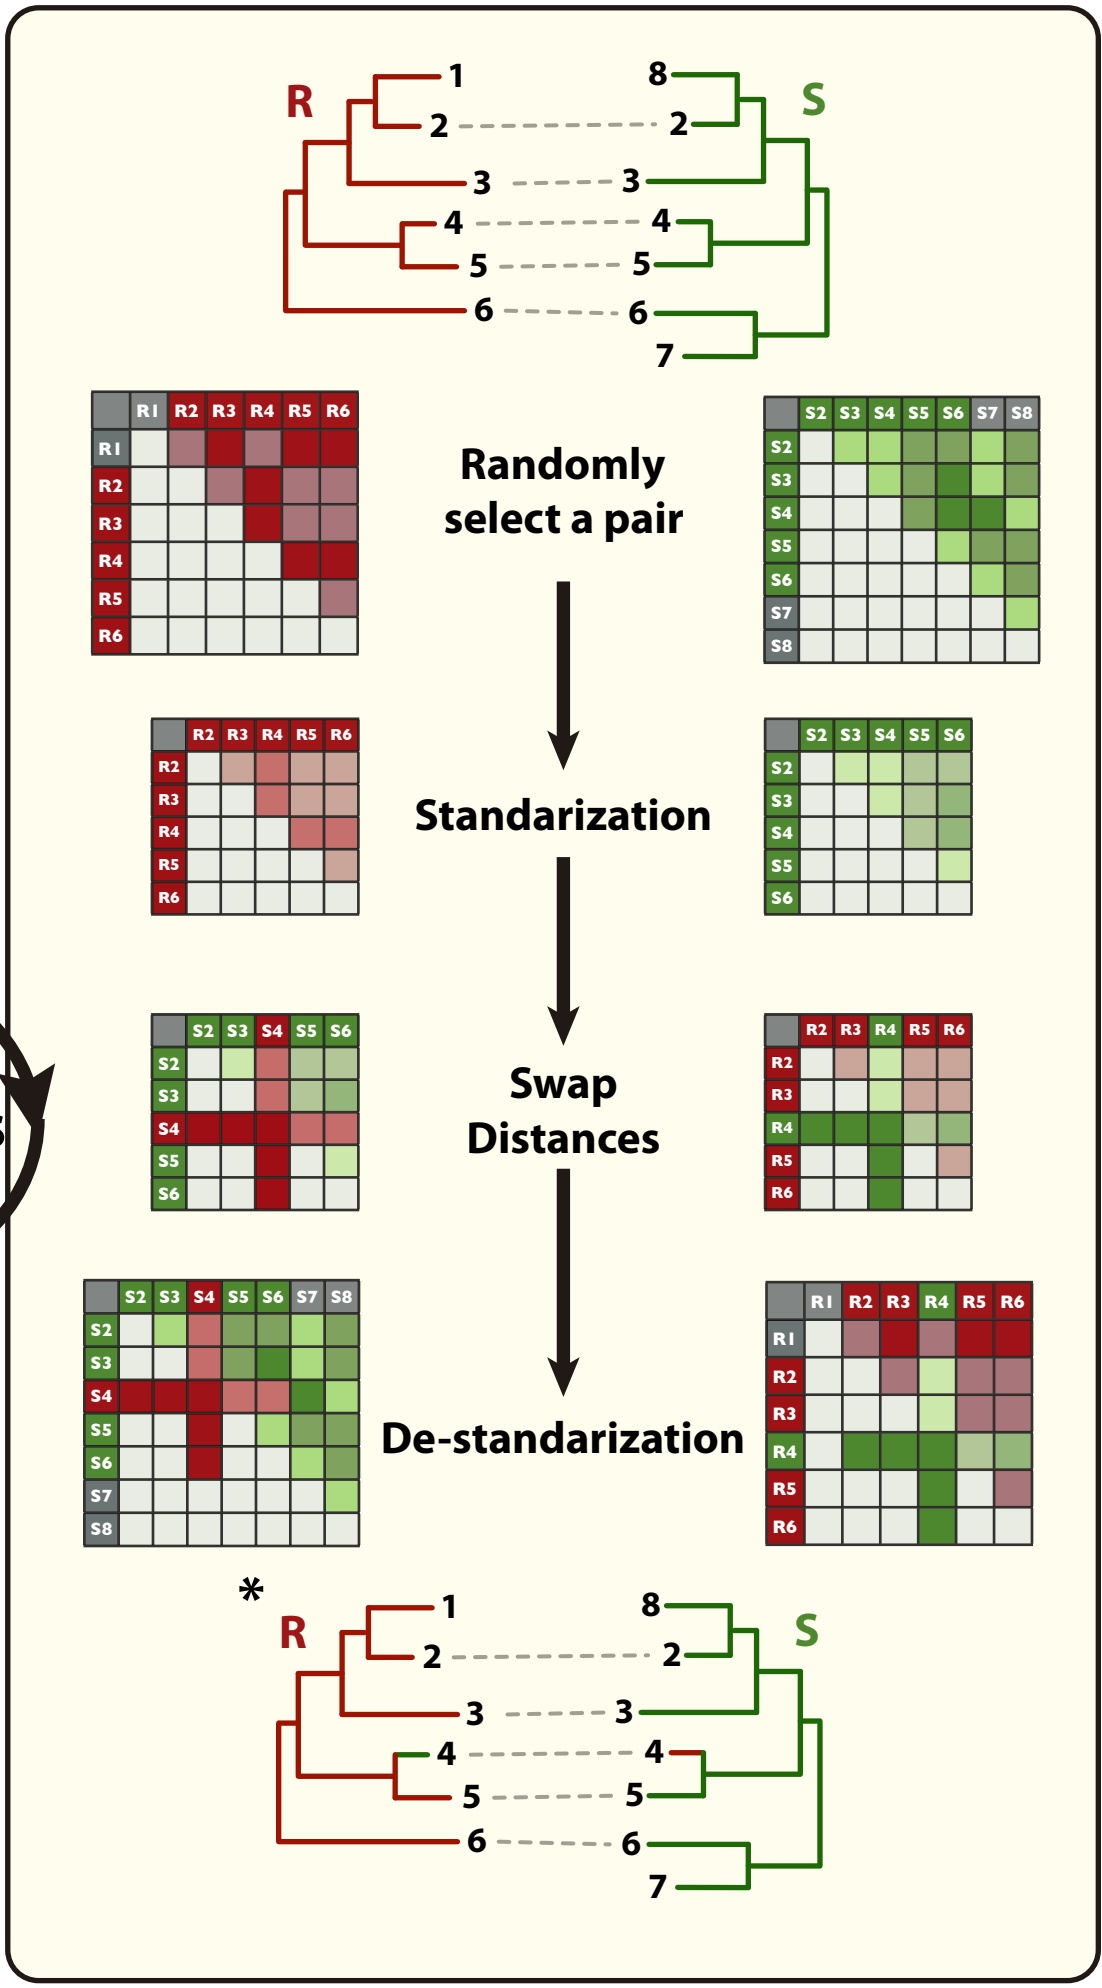 R
S
1 8
2 2
3 3
4 4
5 5
6 6
7
R1 R2 R3 R4 R5 R6
R1
R2
R3
R4
R5
R6
Randomly
select a pair
S2 S3 S4 S5 S6 S7 S8
S2
S3
S4
S5
S6
S7
S8
R2 R3 R4 R5 R6
R2
R3
R4
R5
R6
Standarization
S2 S3 S4 S5 S6
S2
S3
S4
S5
S6
S2 S3 S4 S5 S6
S2
S3
S4
S5
S6
Swap
Distances
R2 R3 R4 R5 R6
R2
R3
R4
R5
R6
S2 S3 S4 S5 S6 S7 S8
S2
S3
S4
S5
S6
S7
S8
De-standarization
R1 R2 R3 R4 R5 R6
R1
R2
R3
R4
R5
R6
*
R
S
1 8
2 2
3 3
4 4
5 5
6 6
7